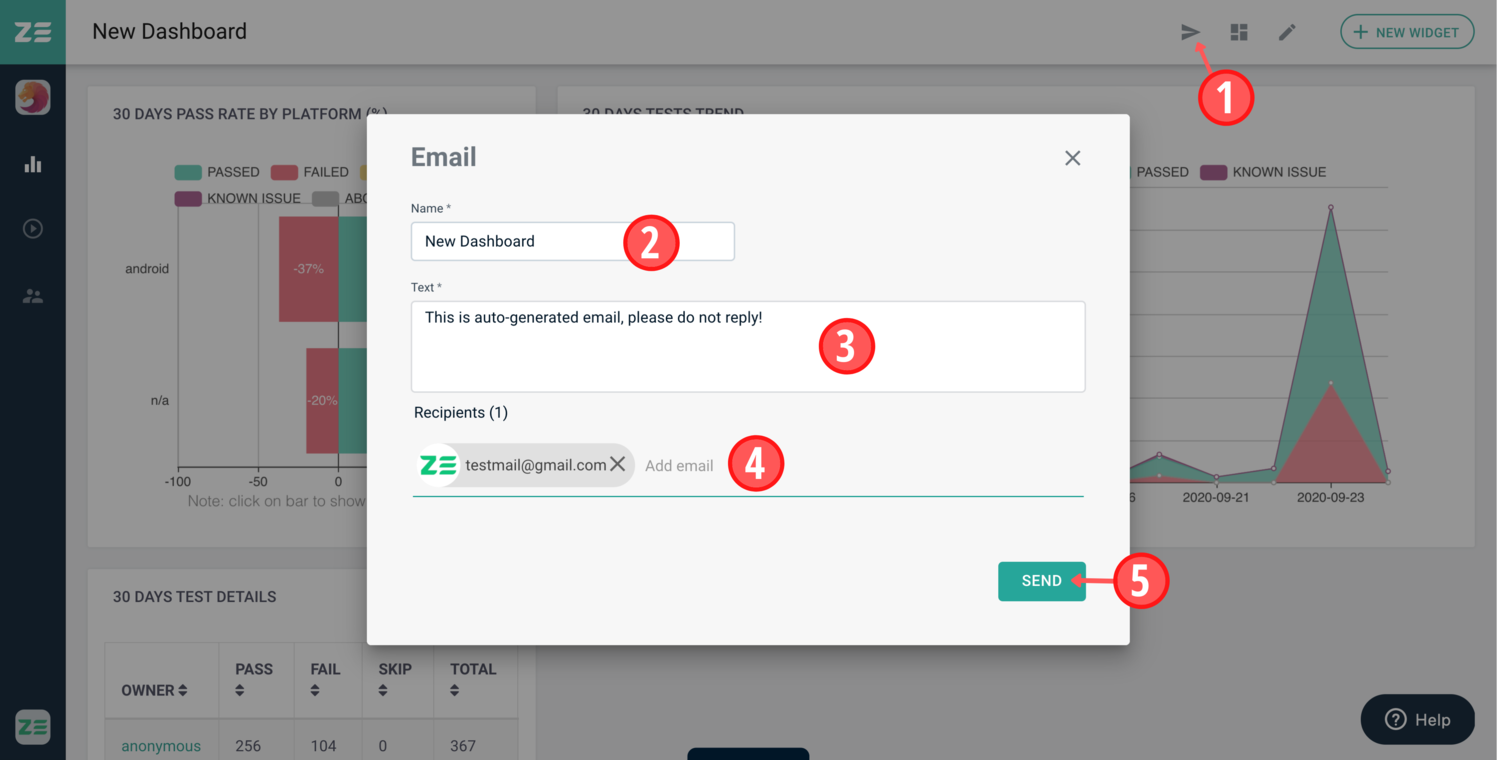 ZE
New Dashboard
+ NEW WIDGET
1
30 DAYS PASS RATE BY PLATFORM (%)
30 DAYS TESTS TREND
PASSED FAILED
KNOWN ISSUE
android
-37%
n/a
-20%
-100 -50 0
Note: click on bar to show
PASSED KNOWN ISSUE
2020-09-21 2020-09-23
Email
Name *
New Dashboard
2
Text *
This is auto-generated email, please do not reply!
3
Recipients (1)
ZE testmail@gmail.com Add email
4
SEND
5
30 DAYS TEST DETAILS
OWNER PASS FAIL SKIP TOTAL
anonymous 256 104 0 367
ZE
? Help